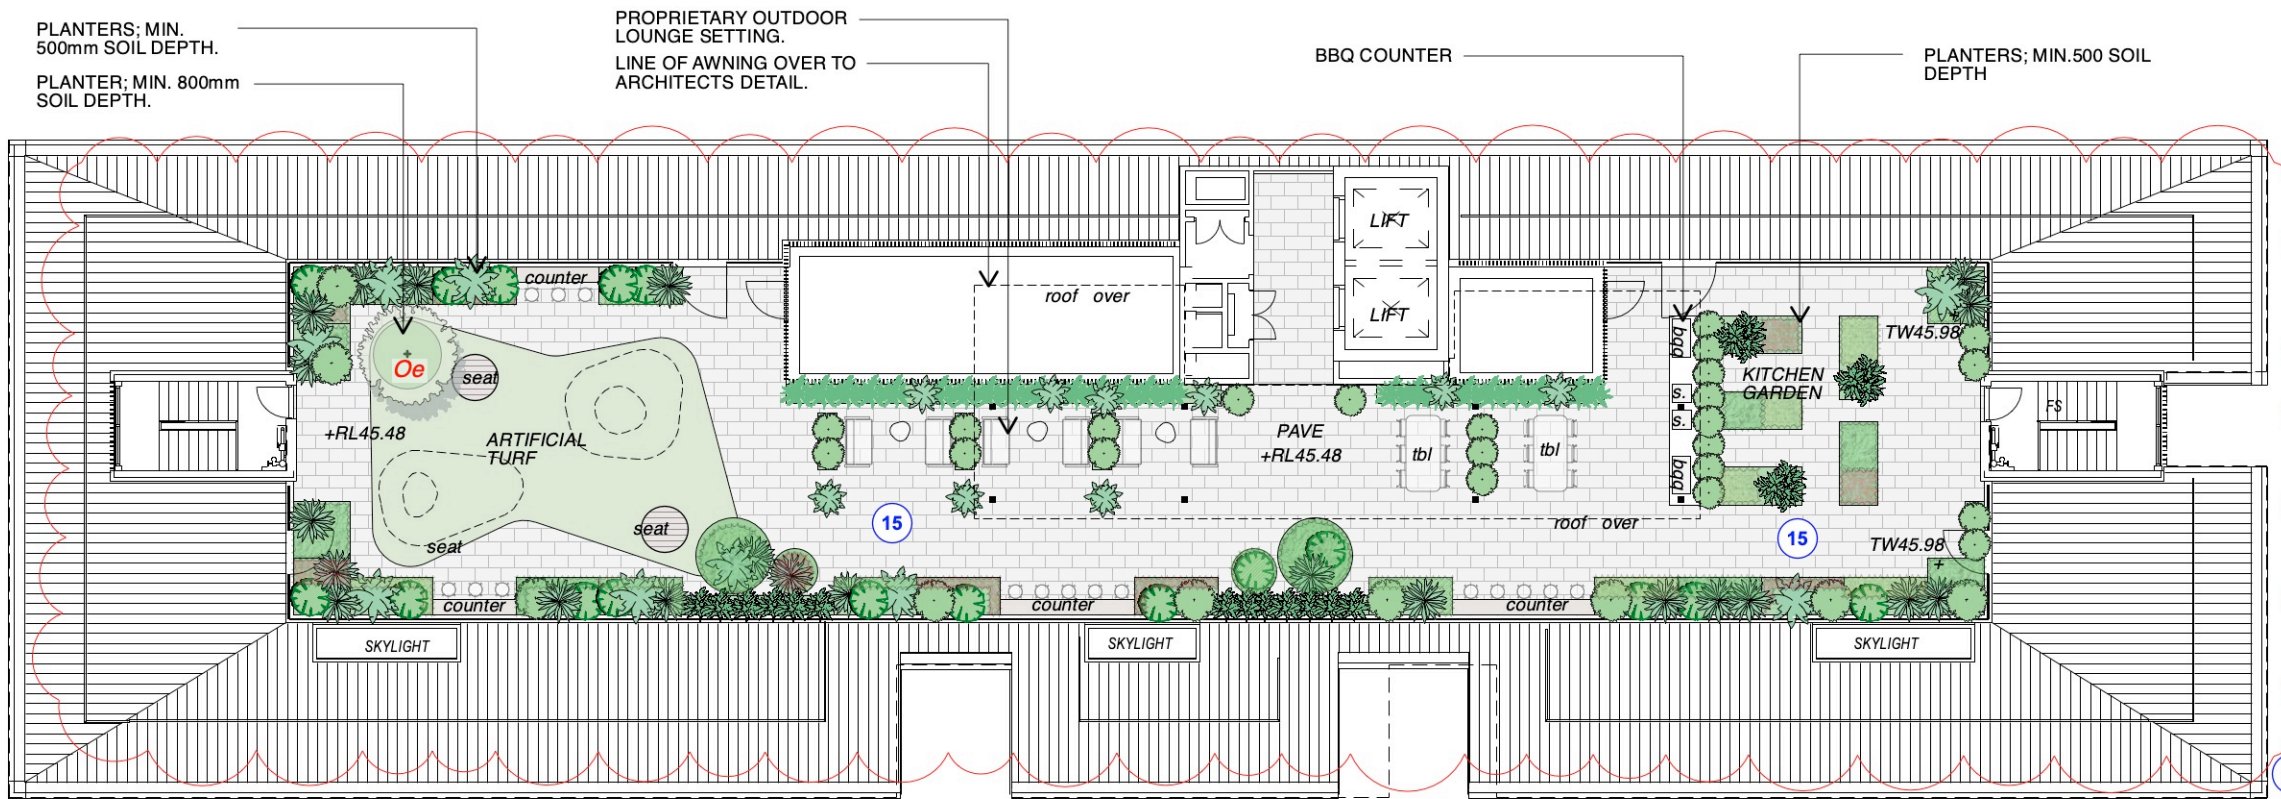 PLANTERS; MIN.
500mm SOIL DEPTH.
PLANTER; MIN. 800mm
SOIL DEPTH.
PROPRIETARY OUTDOOR
LOUNGE SETTING.
LINE OF AWNING OVER TO
ARCHITECTS DETAIL.
BBQ COUNTER
PLANTERS; MIN.500 SOIL
DEPTH
LIFT
counter
roof over
LIFT
bbq
TW45.98
Oe
seat
KITCHEN
GARDEN
s.
s.
FS
+RL45.48
ARTIFICIAL
TURF
PAVE
+RL45.48
tbl
tbl
bbq
seat
15
roof over
15
seat
TW45.98
counter
counter
counter
SKYLIGHT
SKYLIGHT
SKYLIGHT